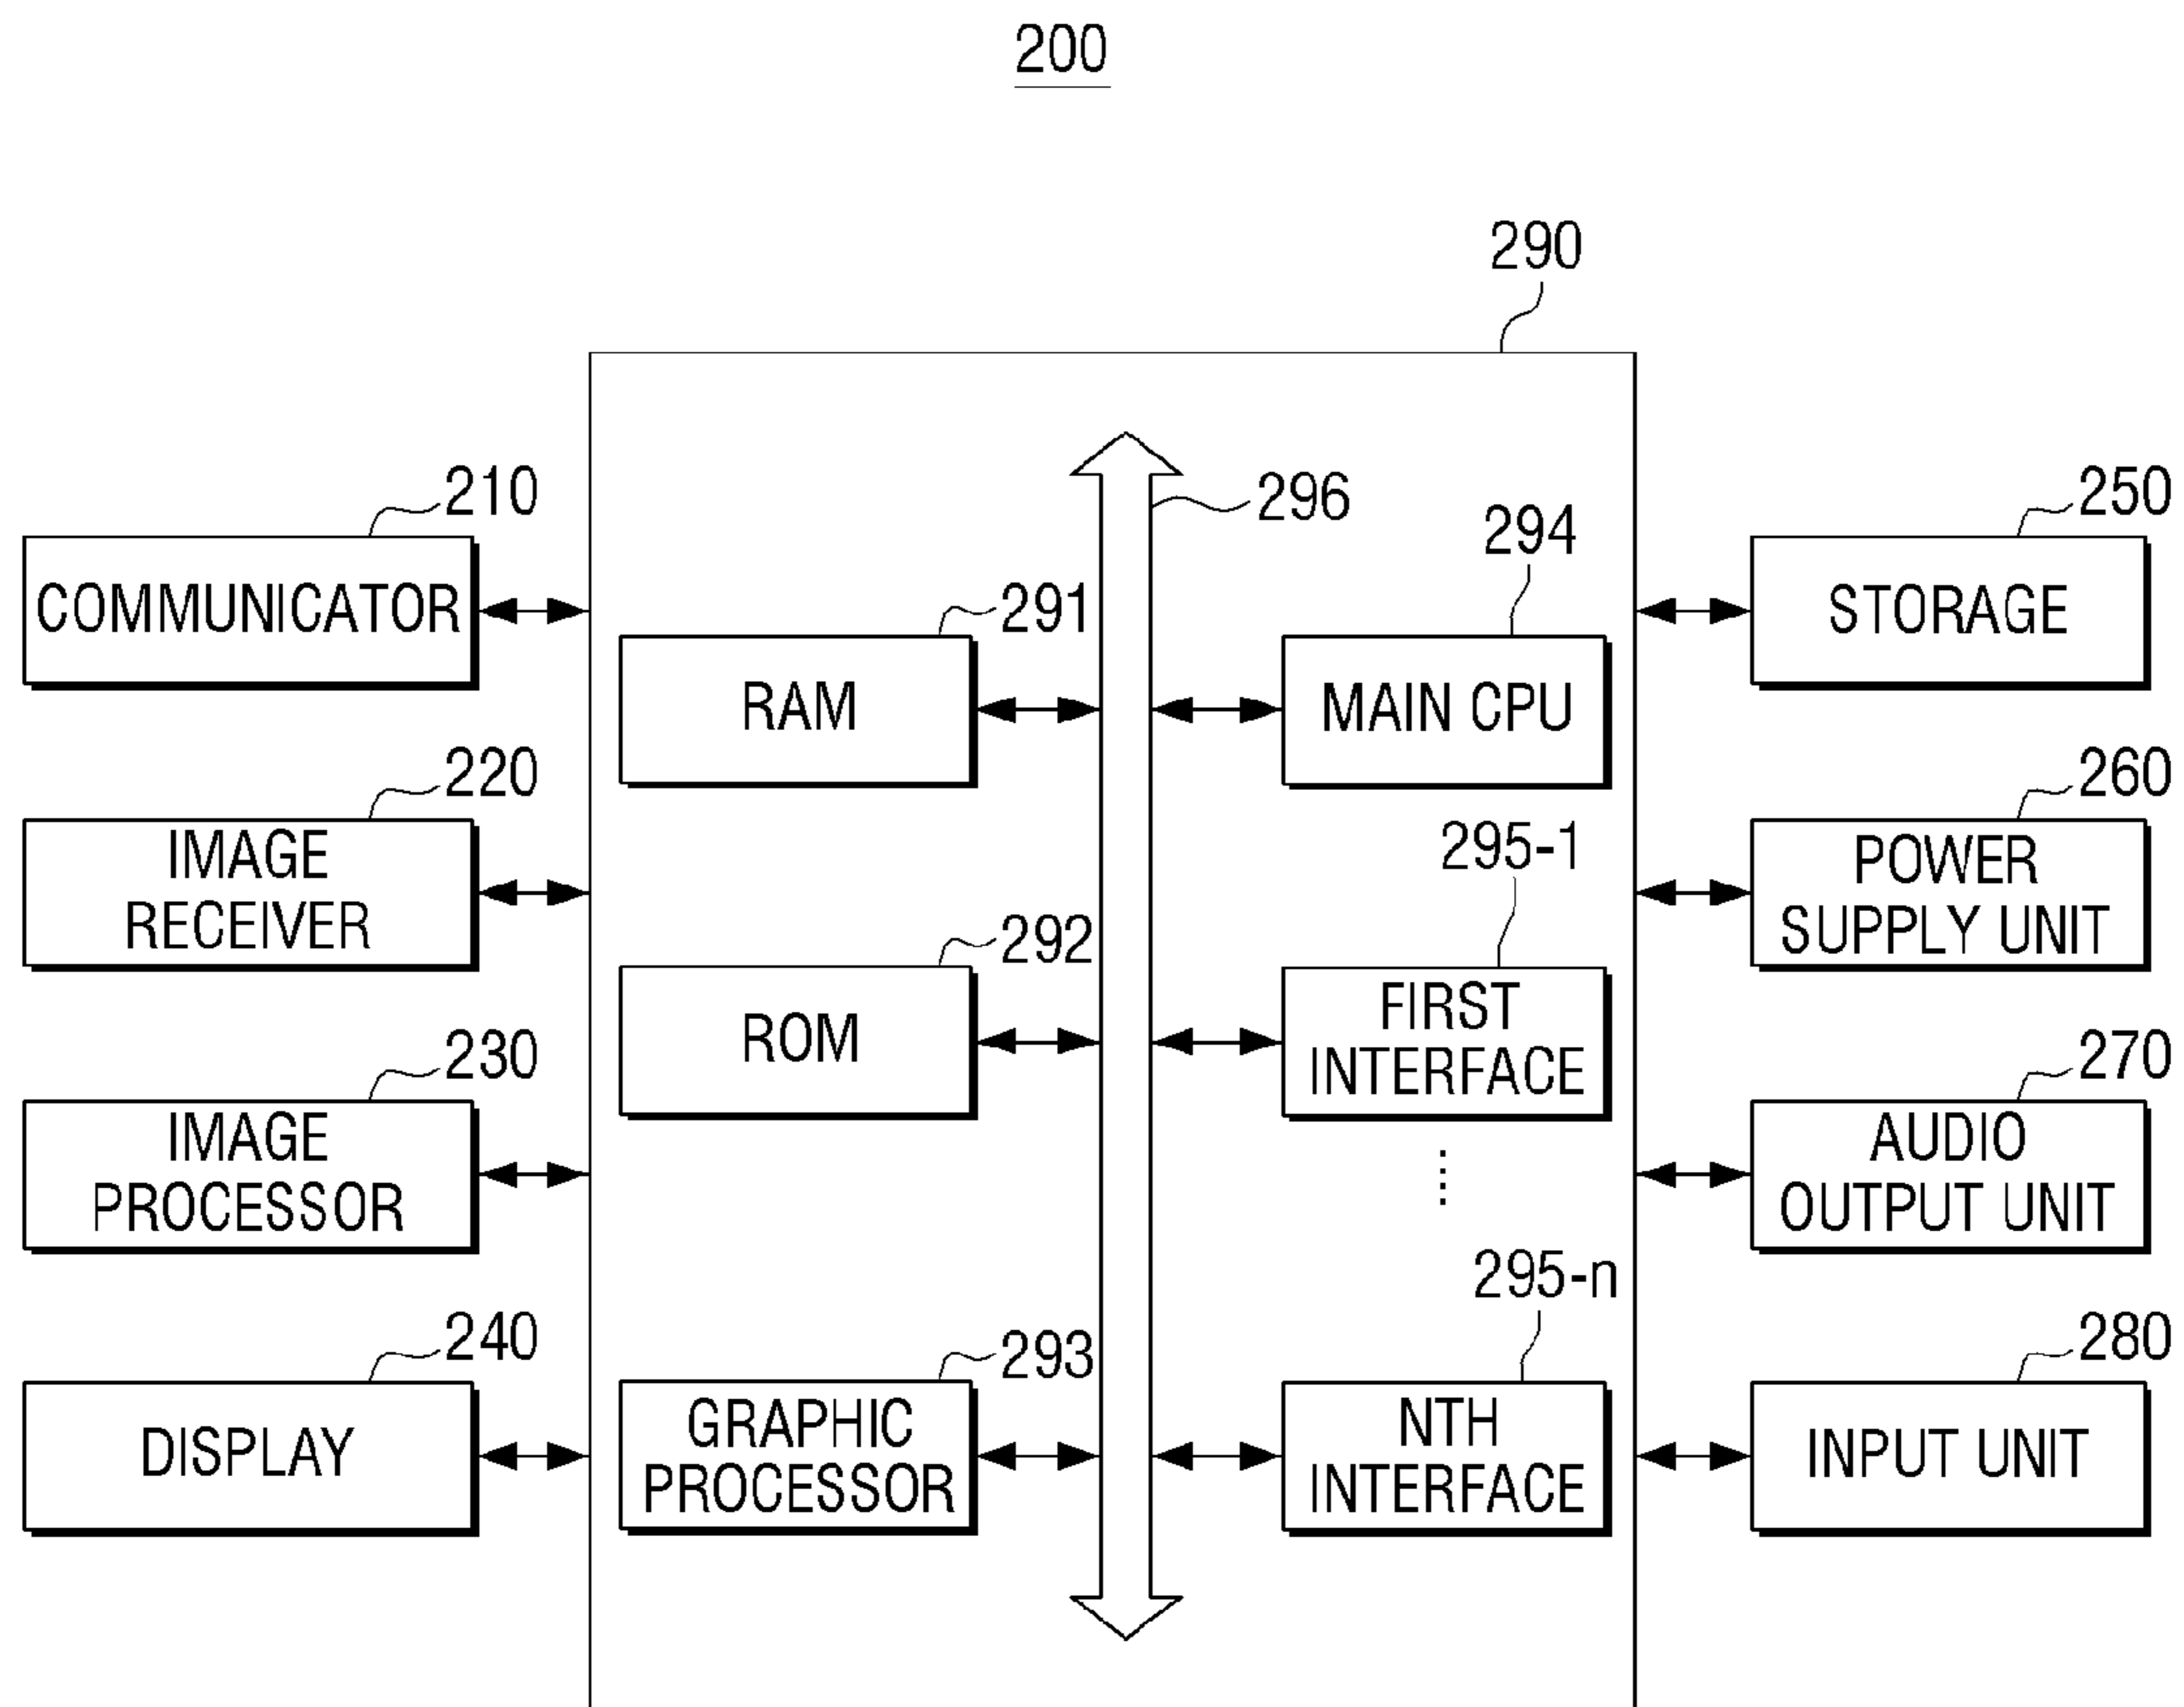 200
290
210
COMMUNICATOR
220
IMAGE
RECEIVER
230
IMAGE
PROCESSOR
240
DISPLAY
296
291
RAM
292
ROM
293
GRAPHIC
PROCESSOR
294
MAIN CPU
295-1
FIRST
INTERFACE
295-n
NTH
INTERFACE
250
STORAGE
260
POWER
SUPPLY UNIT
270
AUDIO
OUTPUT UNIT
280
INPUT UNIT